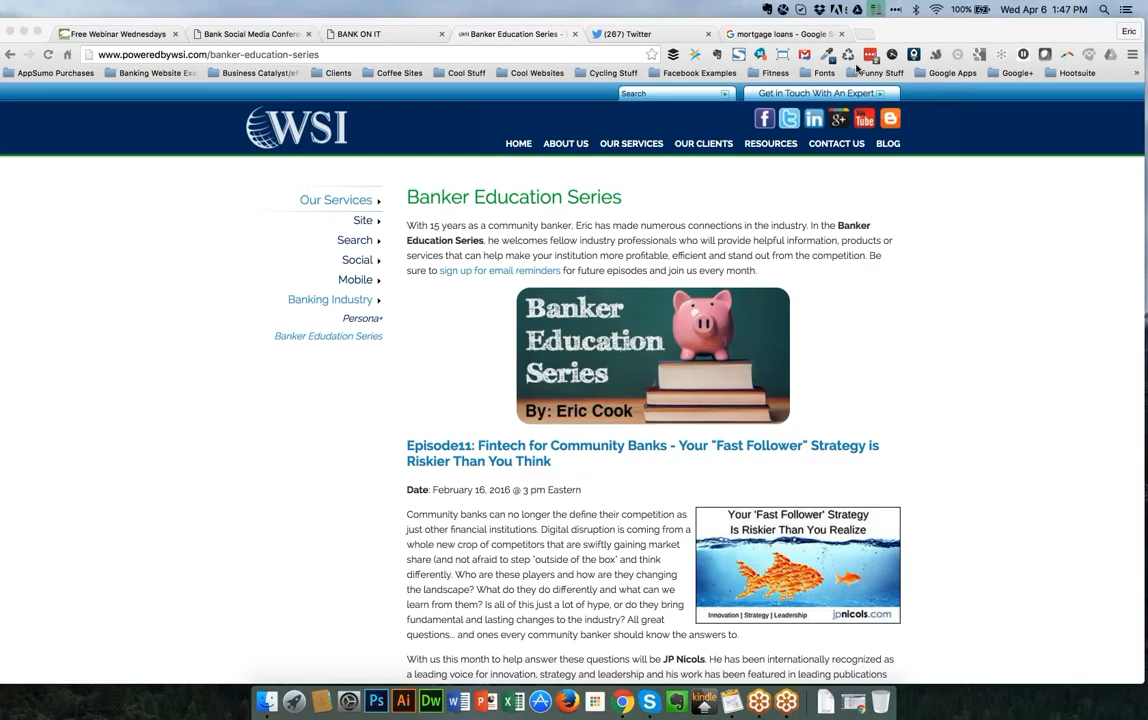 100% Wed Apr 6 1:47 PM
Free Webinar Wednesdays Bank Social Media Confere BANK ON IT Banker Education Series - (267) Twitter mortgage loans - Google S Eric
www.poweredbywsi.com/banker-education-series
AppSumo Purchases Banking Website Exa Business Catalyst/eF Clients Coffee Sites Cool Stuff Cool Websites Cycling Stuff Facebook Examples Fitness Fonts Funny Stuff Google Apps Google+ Hootsuite
Search Get in Touch With An Expert
WSI
HOME ABOUT US OUR SERVICES OUR CLIENTS RESOURCES CONTACT US BLOG
Our Services
Site
Search
Social
Mobile
Banking Industry
Persona+
Banker Edudation Series
Banker Education Series
With 15 years as a community banker, Eric has made numerous connections in the industry. In the Banker
Education Series, he welcomes fellow industry professionals who will provide helpful information, products or
services that can help make your institution more profitable, efficient and stand out from the competition. Be
sure to sign up for email reminders for future episodes and join us every month.
Banker
Education
Series
By: Eric Cook
Episode11: Fintech for Community Banks - Your "Fast Follower" Strategy is
Riskier Than You Think
Date: February 16, 2016 @ 3 pm Eastern
Community banks can no longer the define their competition as
just other financial institutions. Digital disruption is coming from a
whole new crop of competitors that are swiftly gaining market
share (and not afraid to step "outside of the box" and think
differently. Who are these players and how are they changing
the landscape? What do they do differently and what can we
learn from them? Is all of this just a lot of hype, or do they bring
fundamental and lasting changes to the industry? All great
questions... and ones every community banker should know the answers to.
Your 'Fast Follower' Strategy
Is Riskier Than You Realize
Innovation | Strategy | Leadership jpnicols.com
With us this month to help answer these questions will be JP Nicols. He has been internationally recognized as
a leading voice for innovation, strategy and leadership and his work has been featured in leading publications
Ps Ai Dw kindle